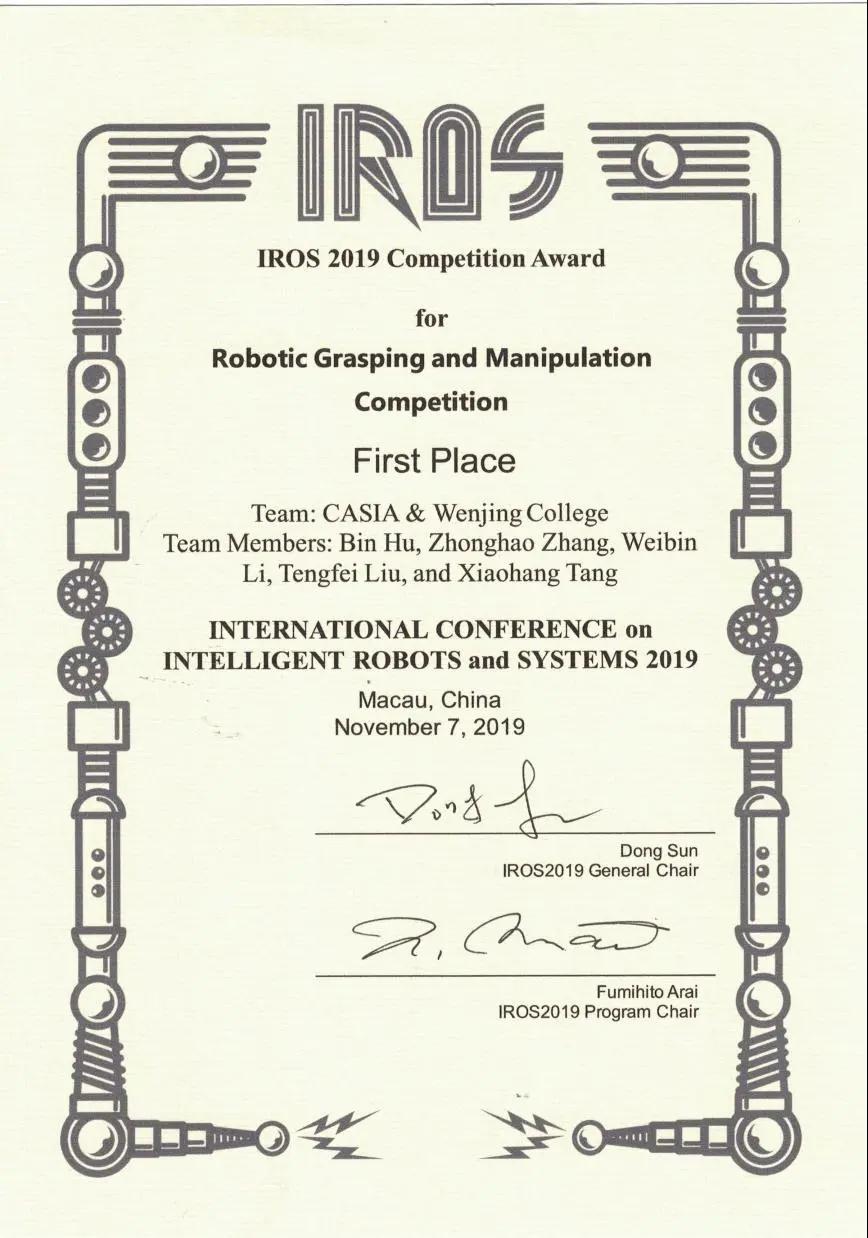 IROS
IROS 2019 Competition Award
for
Robotic Grasping and Manipulation
Competition
First Place
Team: CASIA & Wenjing College
Team Members: Bin Hu, Zhonghao Zhang, Weibin
Li, Tengfei Liu, and Xiaohang Tang
INTERNATIONAL CONFERENCE on
INTELLIGENT ROBOTS and SYSTEMS 2019
Macau, China
November 7, 2019
Dong
Dong Sun
IROS2019 General Chair
Fumihito Arai
IROS2019 Program Chair